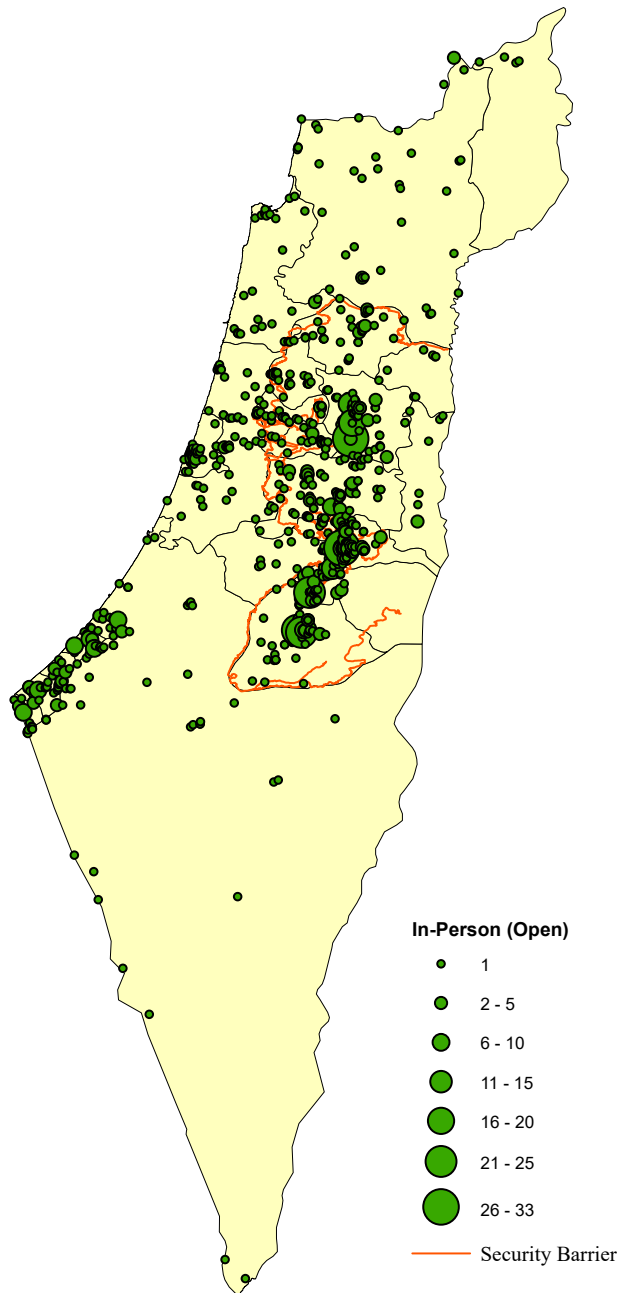 In-Person (Open)
1
2 - 5
6 - 10
11 - 15
16 - 20
21 - 25
26 - 33
Security Barrier